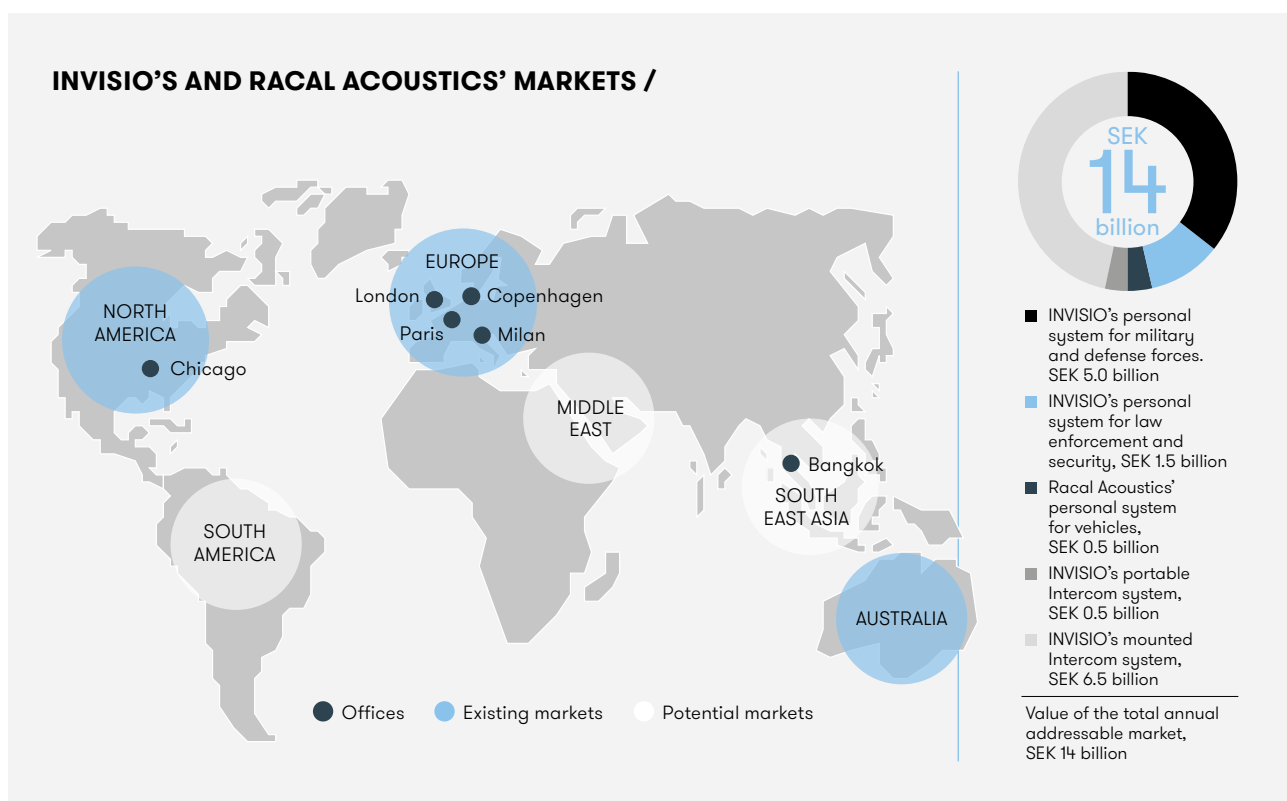 INVISIO'S AND RACAL ACOUSTICS' MARKETS /
NORTH
AMERICA
Chicago
EUROPE
London
Copenhagen
Paris
Milan
MIDDLE
EAST
SOUTH
AMERICA
Bangkok
SOUTH
EAST ASIA
AUSTRALIA
Offices
Existing markets
Potential markets
SEK
14
billion
INVISIO's personal
system for military
and defense forces.
SEK 5.0 billion
INVISIO's personal
system for law
enforcement and
security, SEK 1.5 billion
Racal Acoustics'
personal system
for vehicles,
SEK 0.5 billion
INVISIO's portable
Intercom system,
SEK 0.5 billion
INVISIO's mounted
Intercom system,
SEK 6.5 billion
Value of the total annual
addressable market,
SEK 14 billion